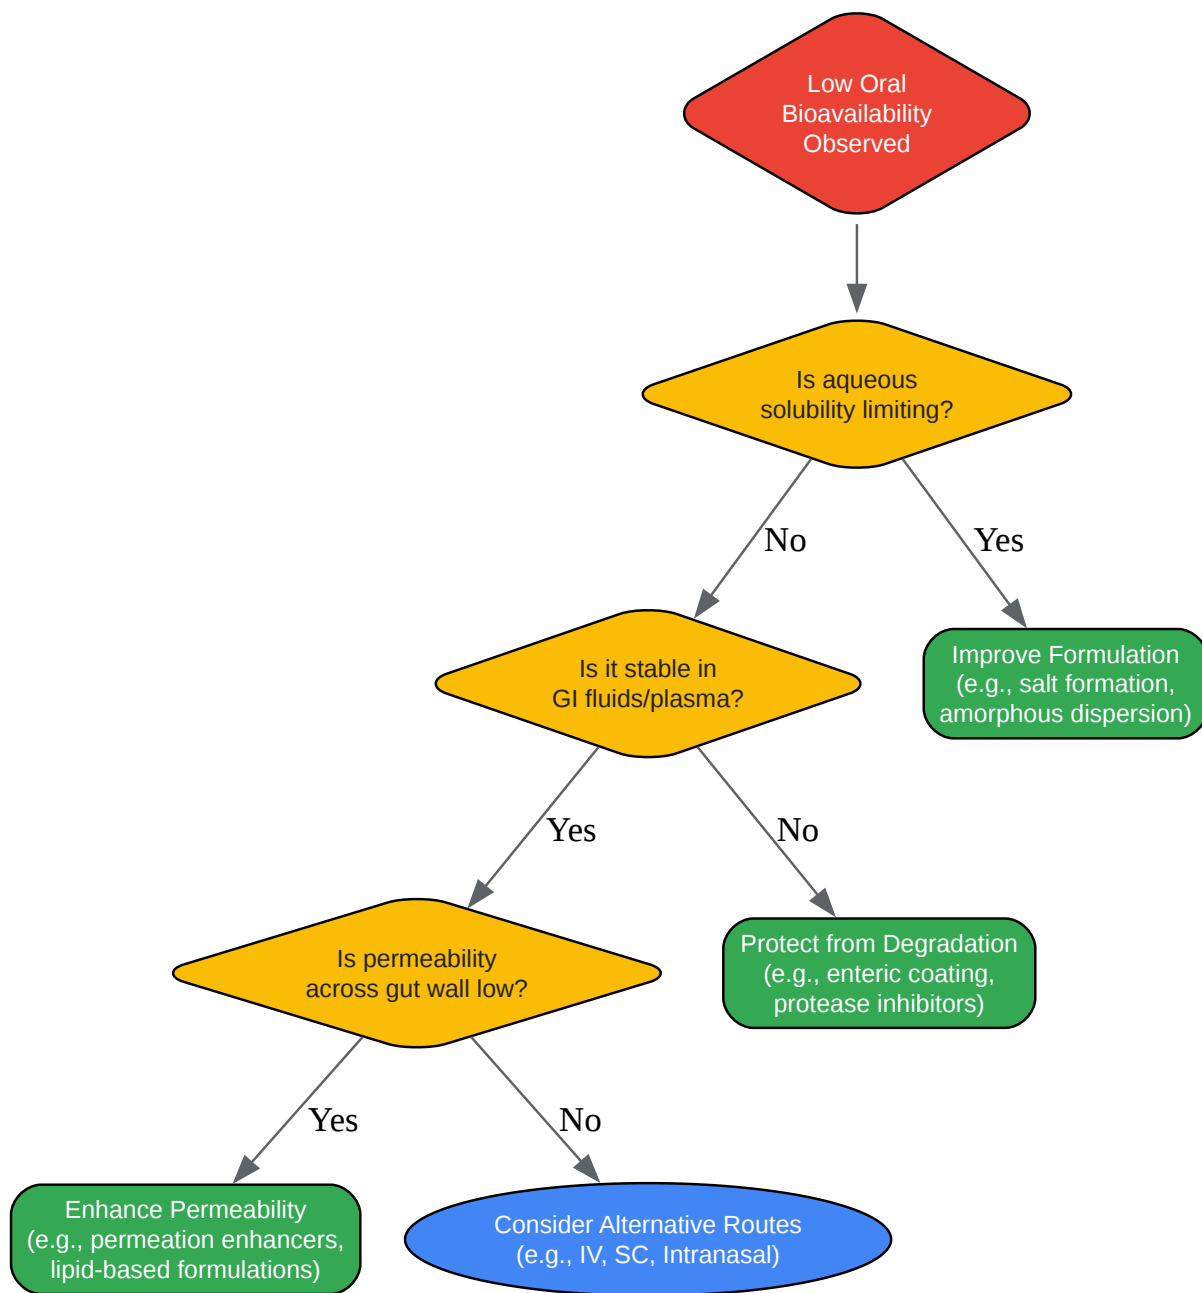 Low Oral
Bioavailability
Observed
Is aqueous
solubility limiting?
No
Yes
Is it stable in
GI fluids/plasma?
Improve Formulation
(e.g., salt formation,
amorphous dispersion)
Yes
No
Is permeability
across gut wall low?
Protect from Degradation
(e.g., enteric coating,
protease inhibitors)
Yes
No
Enhance Permeability
(e.g., permeation enhancers,
lipid-based formulations)
Consider Alternative Routes
(e.g., IV, SC, Intranasal)